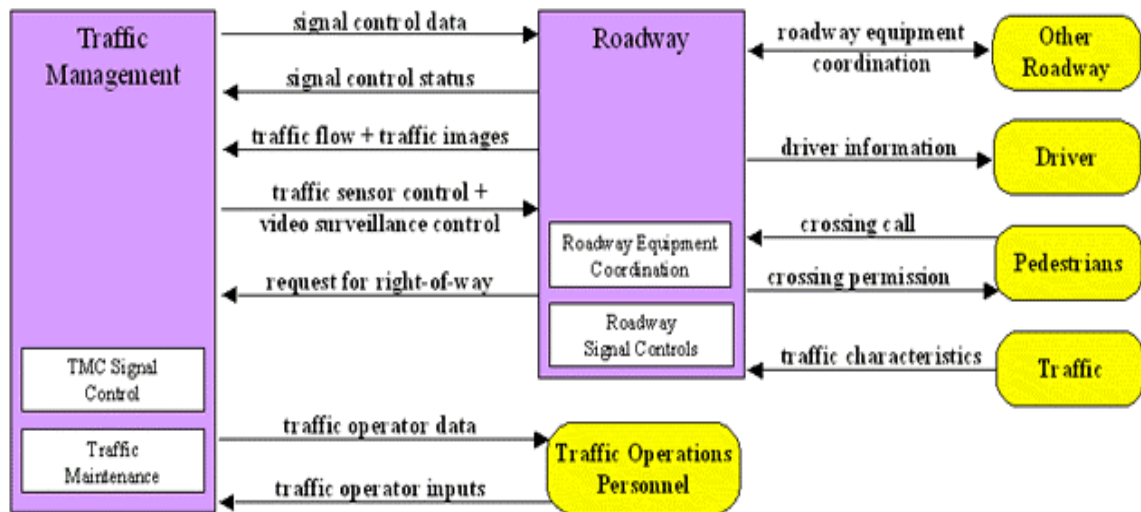 Traffic
Management
signal control data
signal control status
traffic flow + traffic images
traffic sensor control +
video surveillance control
request for right-of-way
TMC Signal
Control
Traffic
Maintenance
traffic operator data
traffic operator inputs
Roadway
Roadway Equipment
Coordination
Roadway
Signal Controls
Traffic Operations
Personnel
roadway equipment
coordination
driver information
crossing call
crossing permission
traffic characteristics
Other
Roadway
Driver
Pedestrians
Traffic